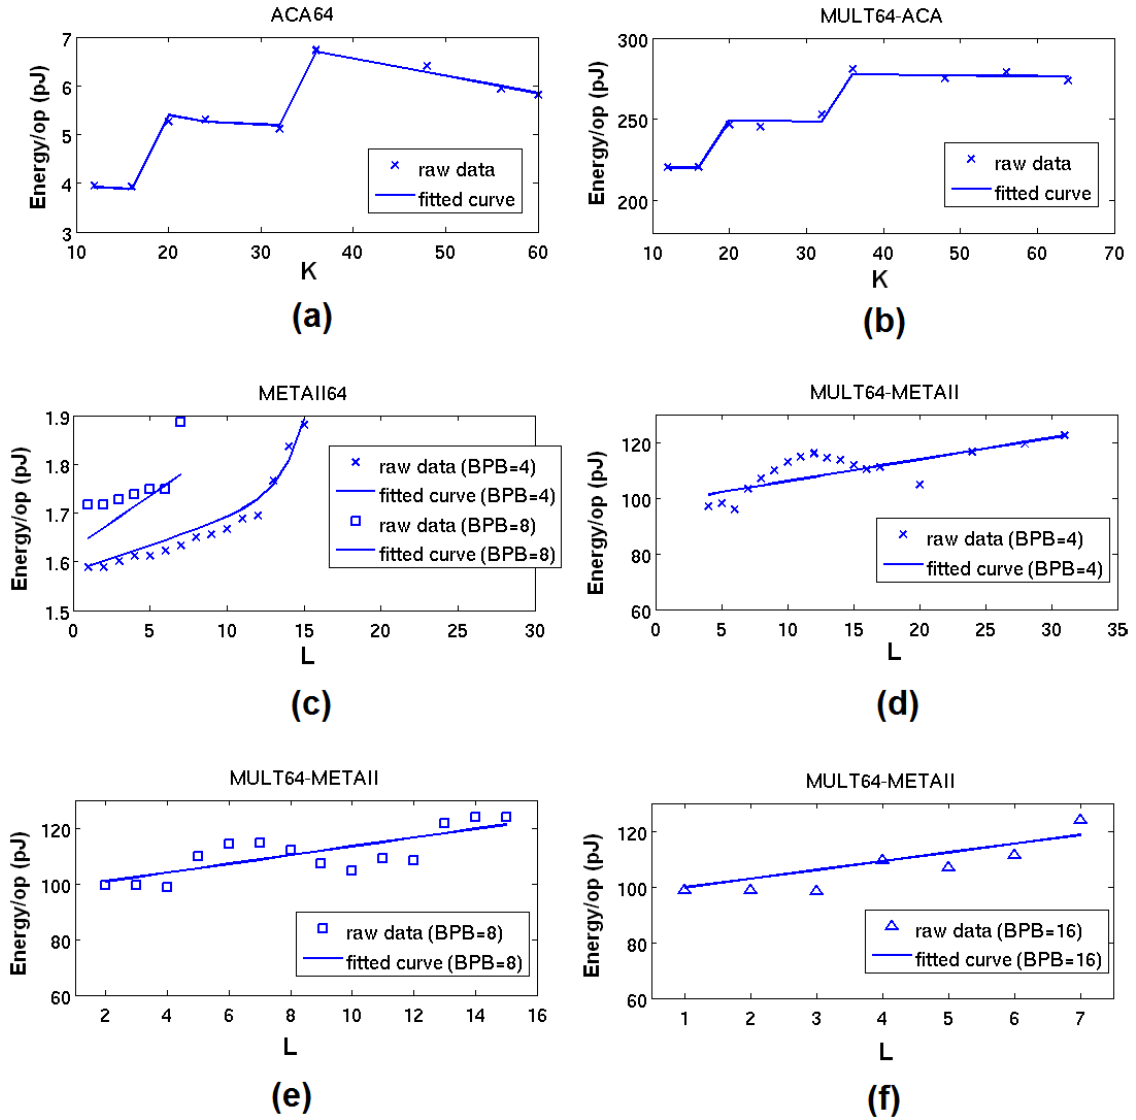 ACA64
Energy/op (pJ)
7
6
5
4
3
10 20 30 40 50 60
K
raw data
fitted curve
(a)
MULT64-ACA
Energy/op (pJ)
300
250
200
180
10 20 30 40 50 60 70
K
raw data
fitted curve
(b)
METAII64
Energy/op (pJ)
1.9
1.8
1.7
1.6
1.5
0 5 10 15 20 25 30
L
raw data (BPB=4)
fitted curve (BPB=4)
raw data (BPB=8)
fitted curve (BPB=8)
(c)
MULT64-METAII
Energy/op (pJ)
120
100
80
60
0 5 10 15 20 25 30 35
L
raw data (BPB=4)
fitted curve (BPB=4)
(d)
MULT64-METAII
Energy/op (pJ)
120
100
80
60
2 4 6 8 10 12 14 16
L
raw data (BPB=8)
fitted curve (BPB=8)
(e)
MULT64-METAII
Energy/op (pJ)
120
100
80
60
1 2 3 4 5 6 7
L
raw data (BPB=16)
fitted curve (BPB=16)
(f)